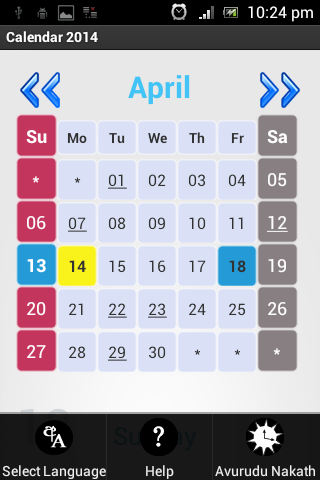 10:24 pm
Calendar 2014
April
Su Mo Tu We Th Fr Sa
* * 01 02 03 04 05
06 07 08 09 10 11 12
13 14 15 16 17 18 19
20 21 22 23 24 25 26
27 28 29 30 * * *
Select Language Help Avurudu Nakath